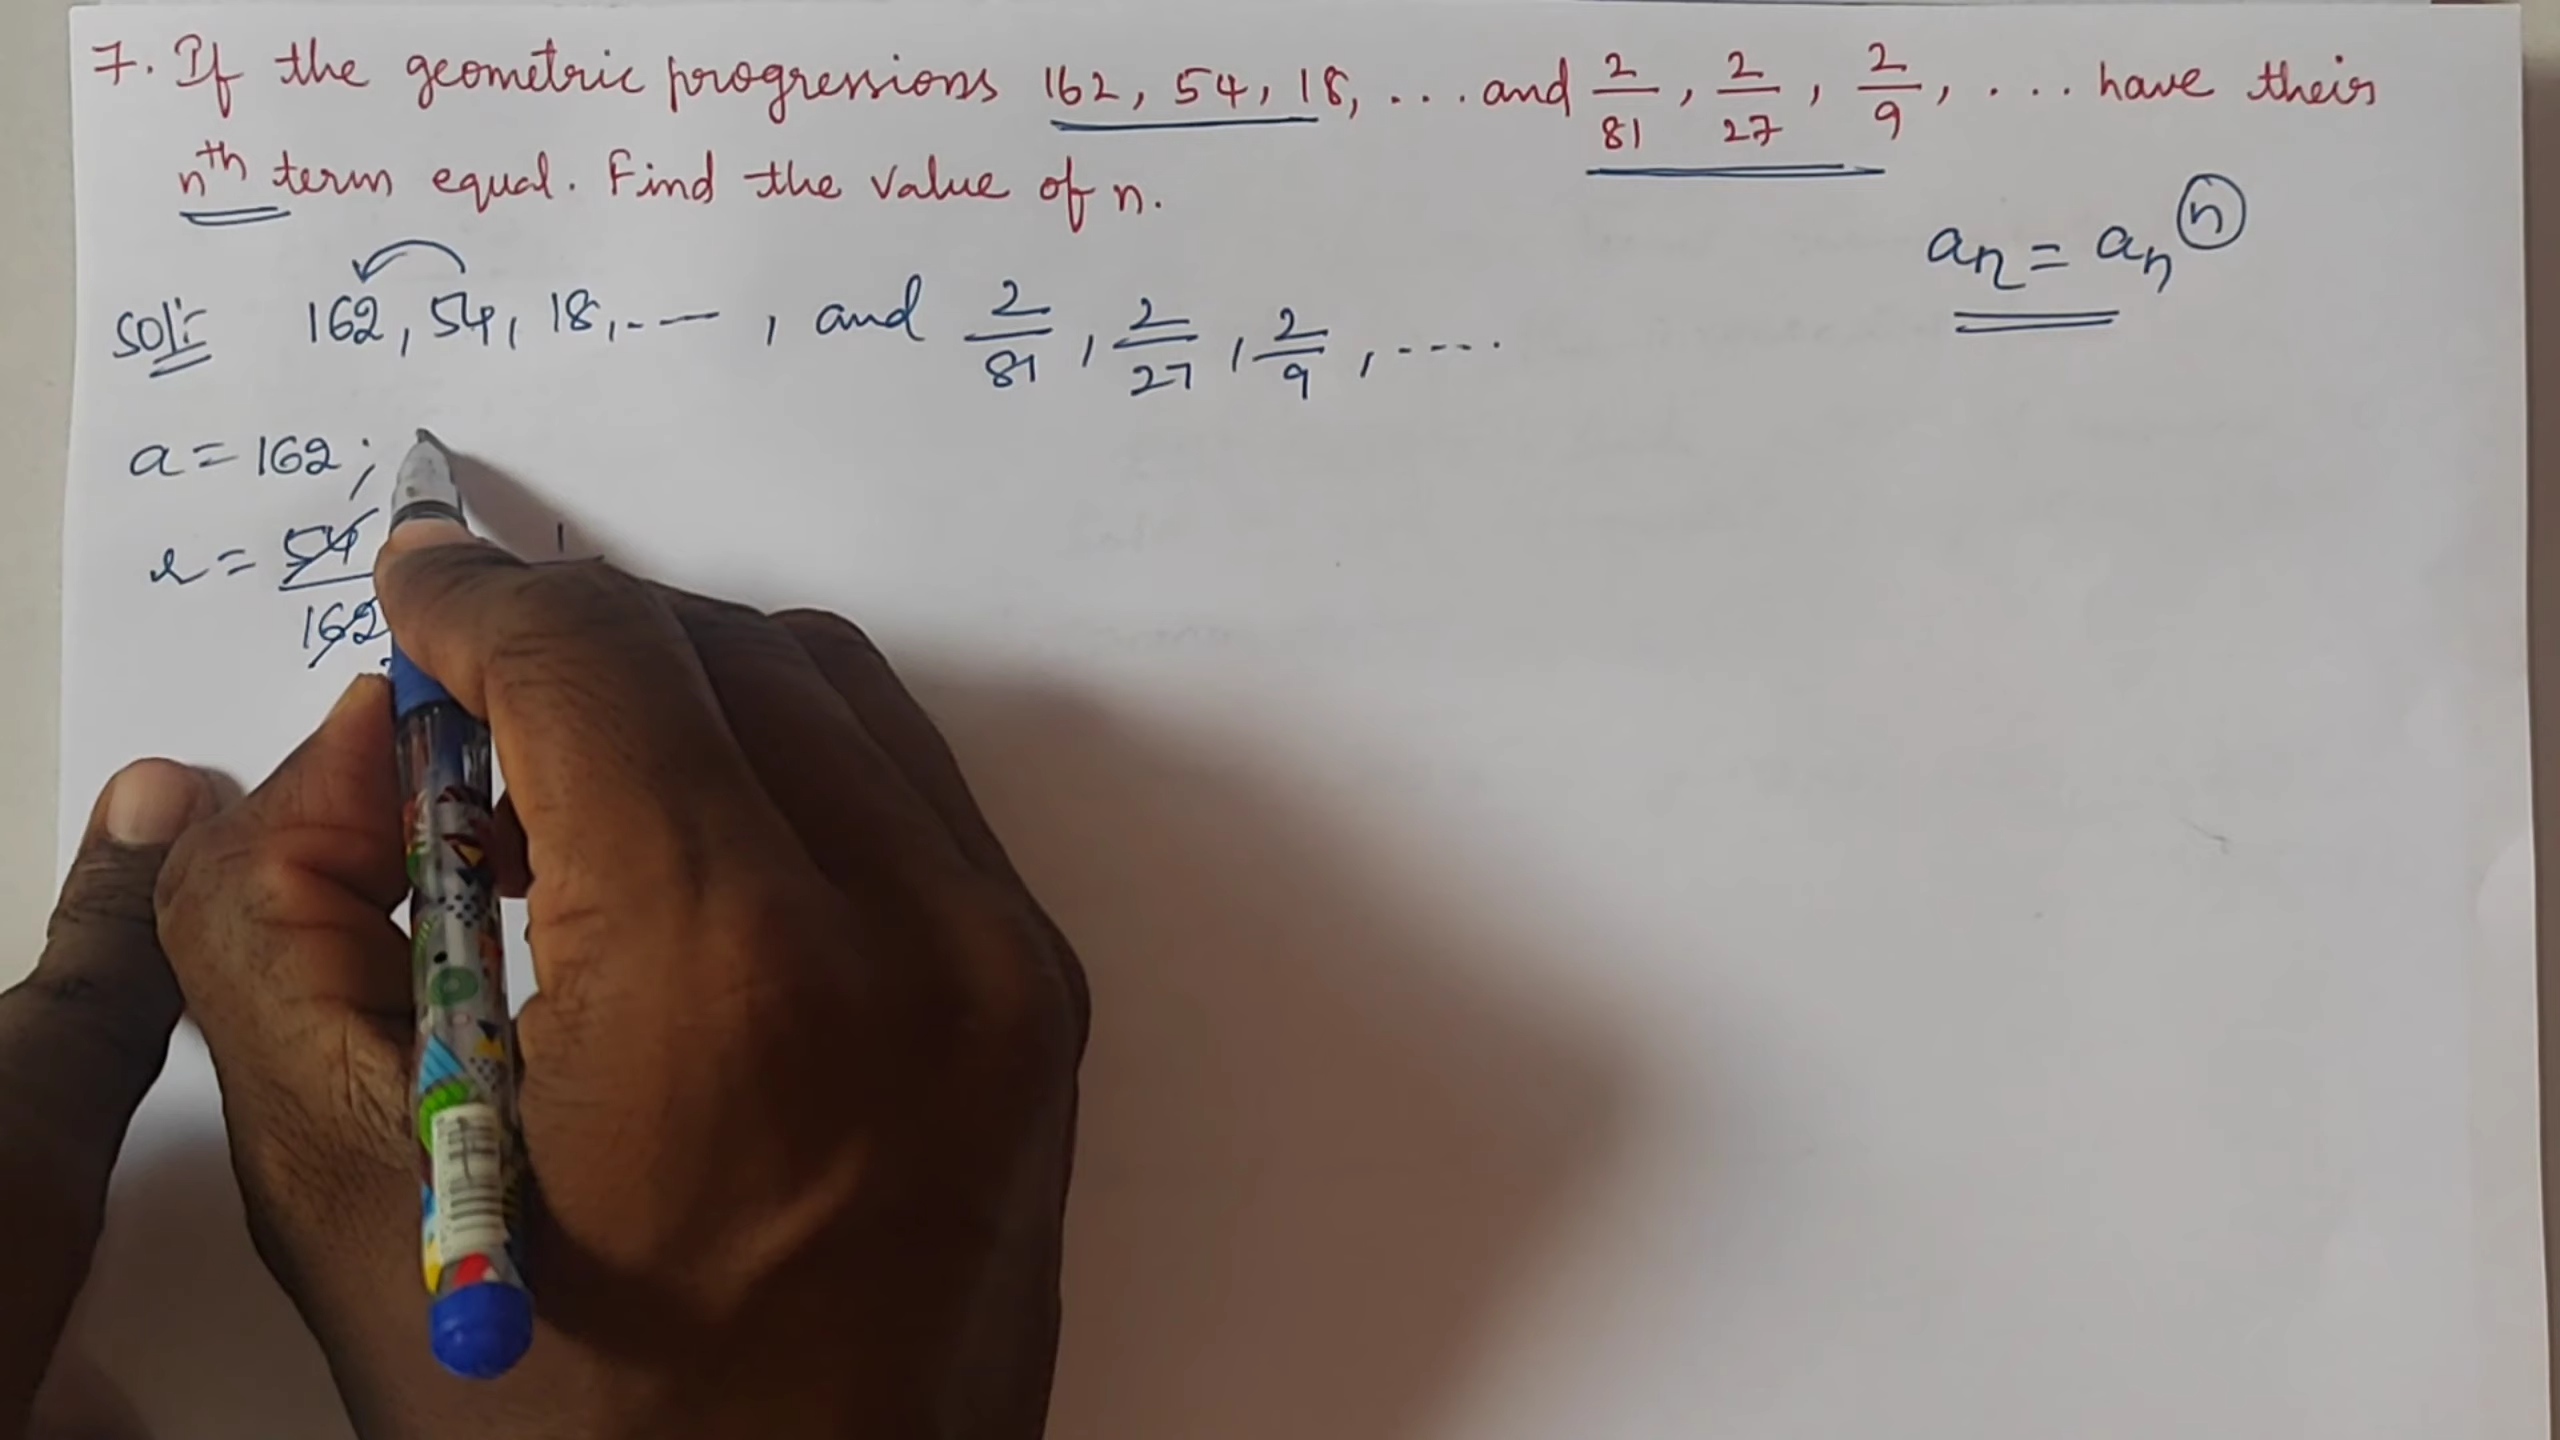 7. If the geometric progressions 162, 54, 18, ... and 2/81, 2/27, 2/9, ... have their
nth term equal. Find the value of n.
an = an n
Sol:- 162, 54, 18, ---, and 2/81, 2/27, 2/9, ....
a = 162;
r = 54/162
1